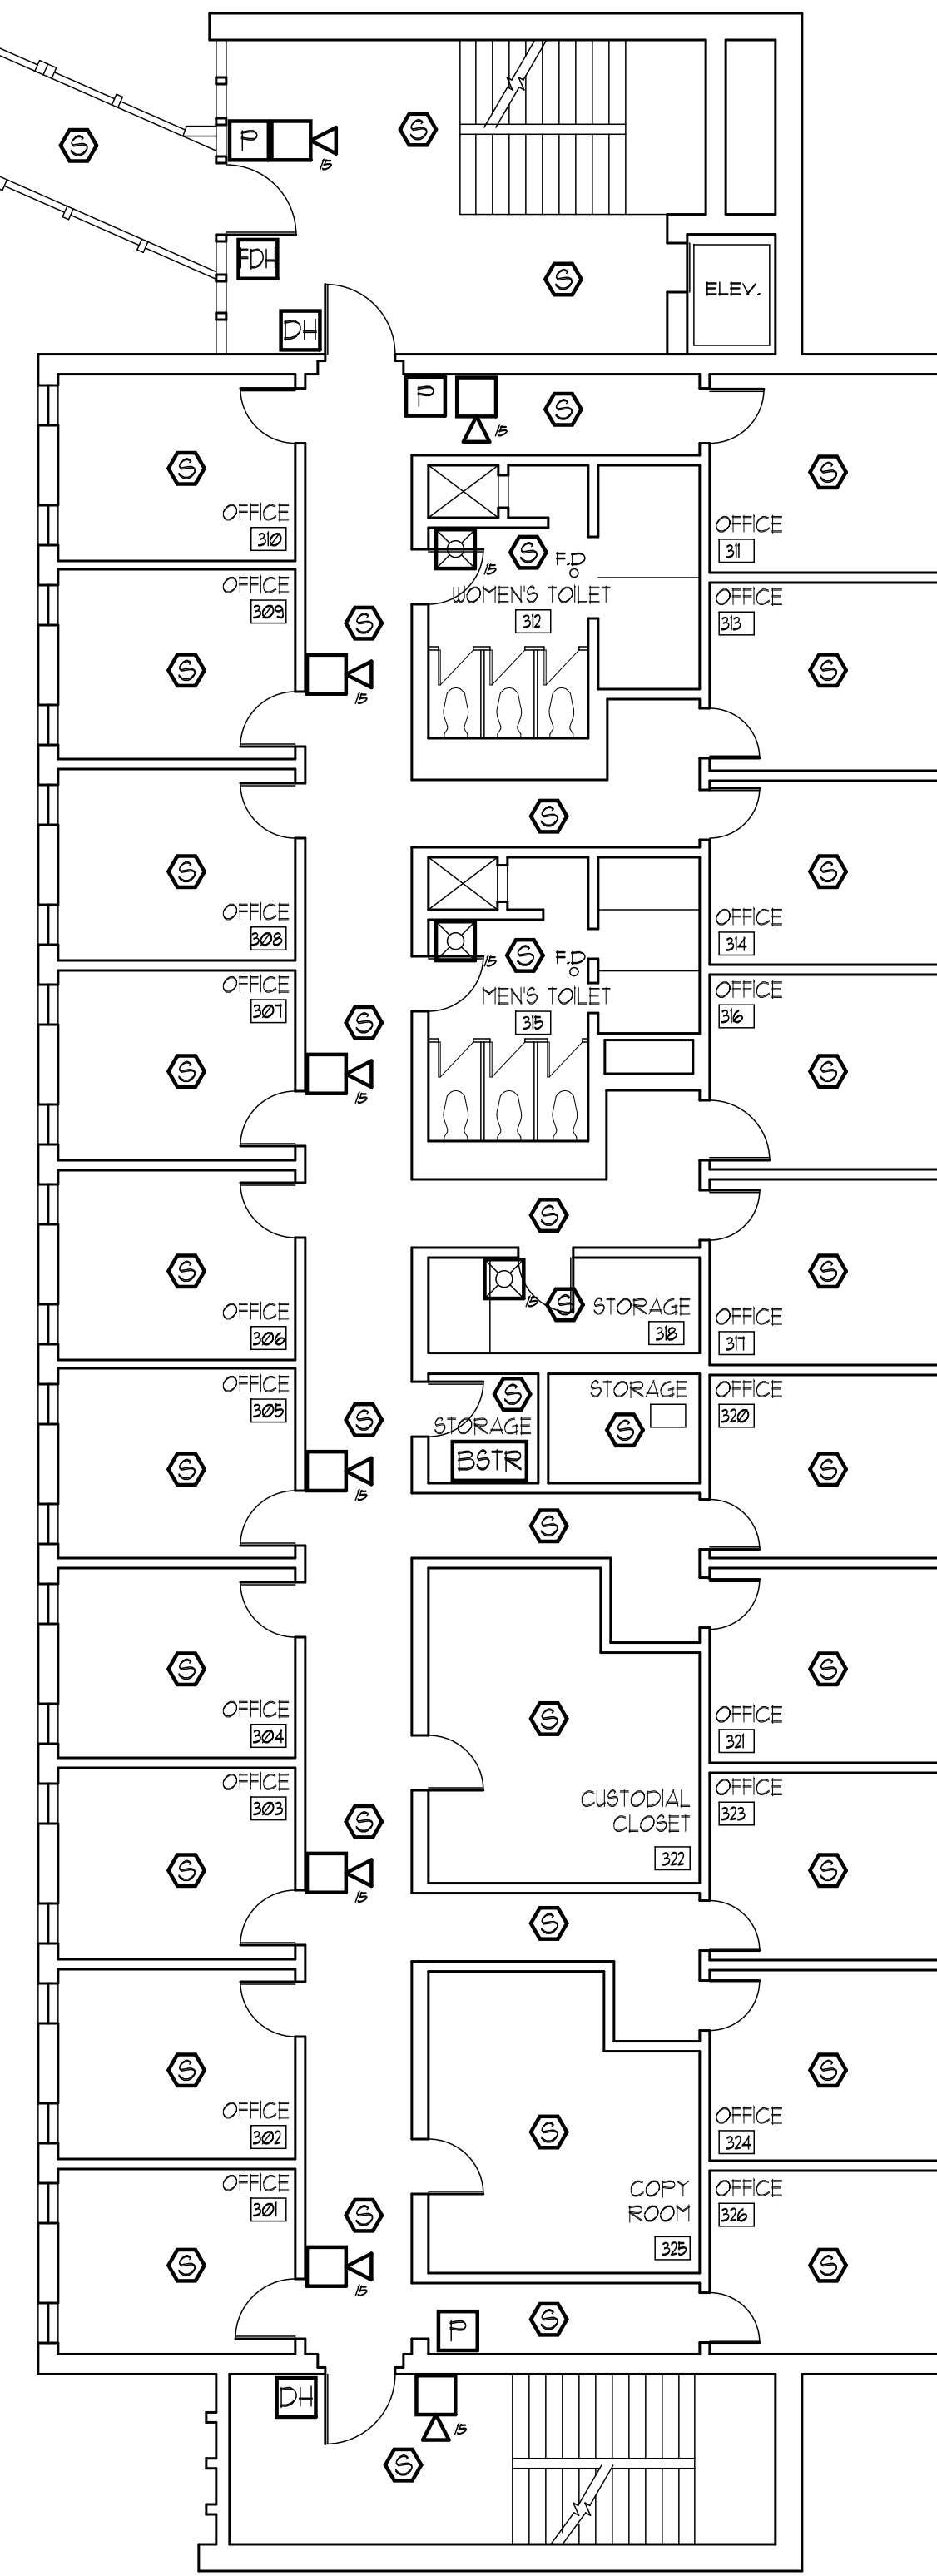 S
P
15
S
FDH
S
ELEV.
DH
P
15
S
S
OFFICE
310
S
OFFICE
311
S
15
F.D
WOMEN'S TOILET
312
OFFICE
309
S
S
15
OFFICE
313
S
S
S
OFFICE
308
S
OFFICE
314
15
S
F.D
MEN'S TOILET
315
OFFICE
307
S
S
15
OFFICE
316
S
S
S
OFFICE
306
15
S
STORAGE
318
S
OFFICE
317
OFFICE
305
S
S
15
S
STORAGE
BSTR
STORAGE
S
OFFICE
320
S
S
S
OFFICE
304
S
S
OFFICE
321
OFFICE
303
S
S
15
CUSTODIAL
CLOSET
322
OFFICE
323
S
S
S
OFFICE
302
S
S
OFFICE
324
OFFICE
301
S
S
15
COPY
ROOM
325
OFFICE
326
S
P
S
DH
15
S